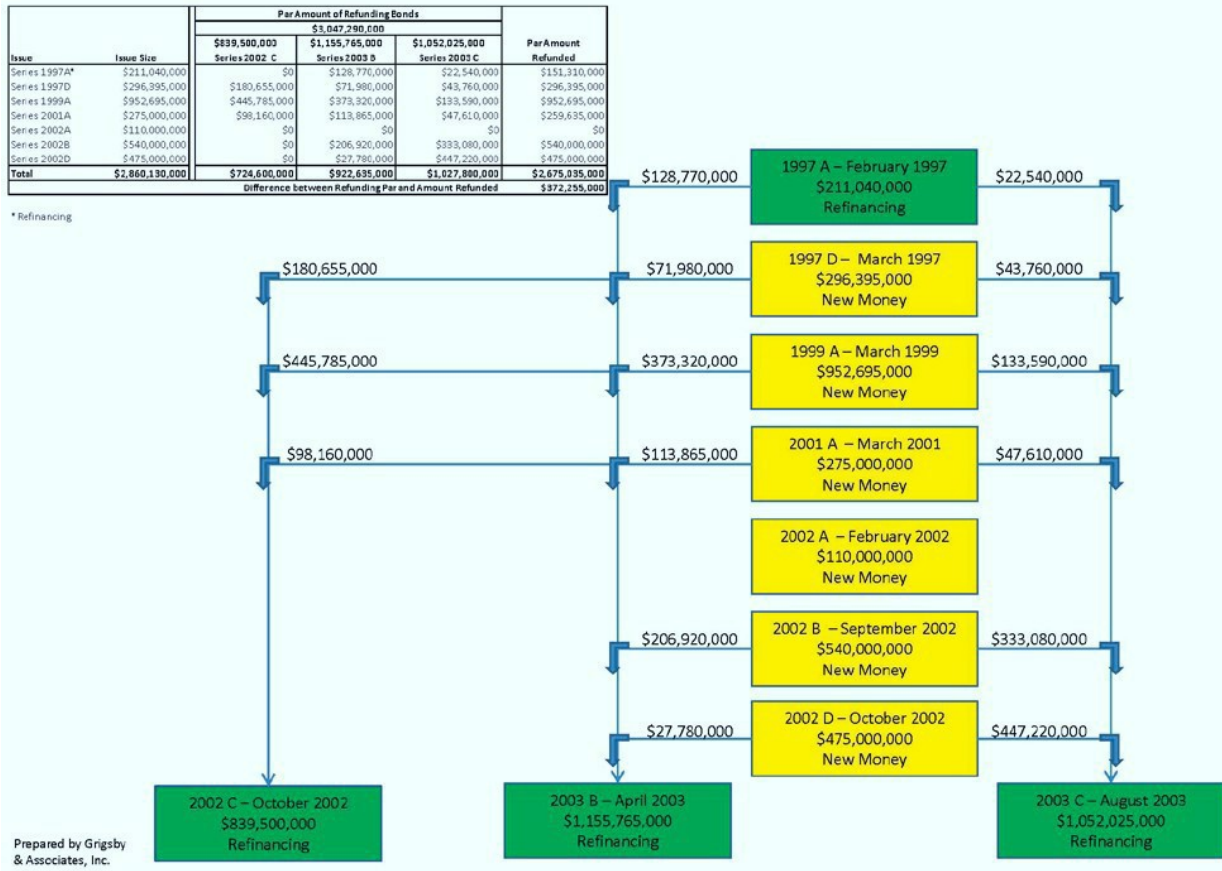 Par Amount of Refunding Bonds
$3,047,290,000
$839,500,000 $1,155,765,000 $1,052,025,000 Par Amount
Issue Issue Size Series 2002 C Series 2003 B Series 2003 C Refunded
Series 1997A* $211,040,000 $0 $128,770,000 $22,540,000 $151,310,000
Series 1997D $296,395,000 $180,655,000 $71,980,000 $43,760,000 $296,395,000
Series 1999A $952,695,000 $445,785,000 $373,320,000 $133,590,000 $952,695,000
Series 2001A $275,000,000 $98,160,000 $113,865,000 $47,610,000 $259,635,000
Series 2002A $110,000,000 $0 $0 $0 $0
Series 2002B $540,000,000 $0 $206,920,000 $333,080,000 $540,000,000
Series 2002D $475,000,000 $0 $27,780,000 $447,220,000 $475,000,000
Total $2,860,130,000 $724,600,000 $922,635,000 $1,027,800,000 $2,675,035,000
Difference between Refunding Par and Amount Refunded $372,255,000
* Refinancing
$128,770,000
1997 A – February 1997
$211,040,000
Refinancing
$22,540,000
$180,655,000
$71,980,000
1997 D – March 1997
$296,395,000
New Money
$43,760,000
$445,785,000
$373,320,000
1999 A – March 1999
$952,695,000
New Money
$133,590,000
$98,160,000
$113,865,000
2001 A – March 2001
$275,000,000
New Money
$47,610,000
2002 A – February 2002
$110,000,000
New Money
$206,920,000
2002 B – September 2002
$540,000,000
New Money
$333,080,000
$27,780,000
2002 D – October 2002
$475,000,000
New Money
$447,220,000
2002 C – October 2002
$839,500,000
Refinancing
2003 B – April 2003
$1,155,765,000
Refinancing
2003 C – August 2003
$1,052,025,000
Refinancing
Prepared by Grigsby
& Associates, Inc.